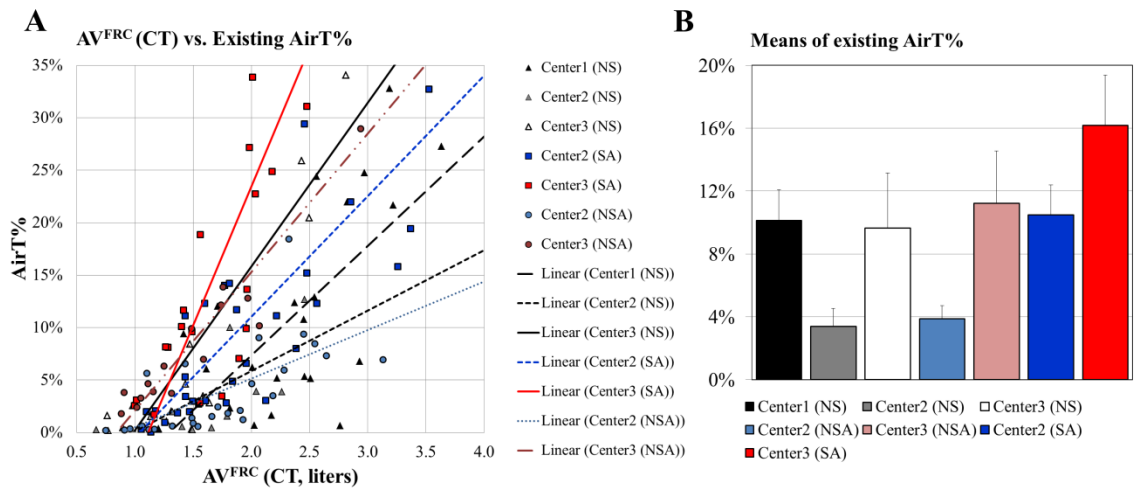 A
AV^FRC (CT) vs. Existing AirT%
35%
30%
25%
20%
15%
10%
5%
0%
AirT%
0.5 1.0 1.5 2.0 2.5 3.0 3.5 4.0
AV^FRC (CT, liters)
Center1 (NS)
Center2 (NS)
Center3 (NS)
Center2 (SA)
Center3 (SA)
Center2 (NSA)
Center3 (NSA)
Linear (Center1 (NS))
Linear (Center2 (NS))
Linear (Center3 (NS))
Linear (Center2 (SA))
Linear (Center3 (SA))
Linear (Center2 (NSA))
Linear (Center3 (NSA))
B
Means of existing AirT%
20%
16%
12%
8%
4%
0%
Center1 (NS) Center2 (NS) Center3 (NS)
Center2 (NSA) Center3 (NSA) Center2 (SA)
Center3 (SA)